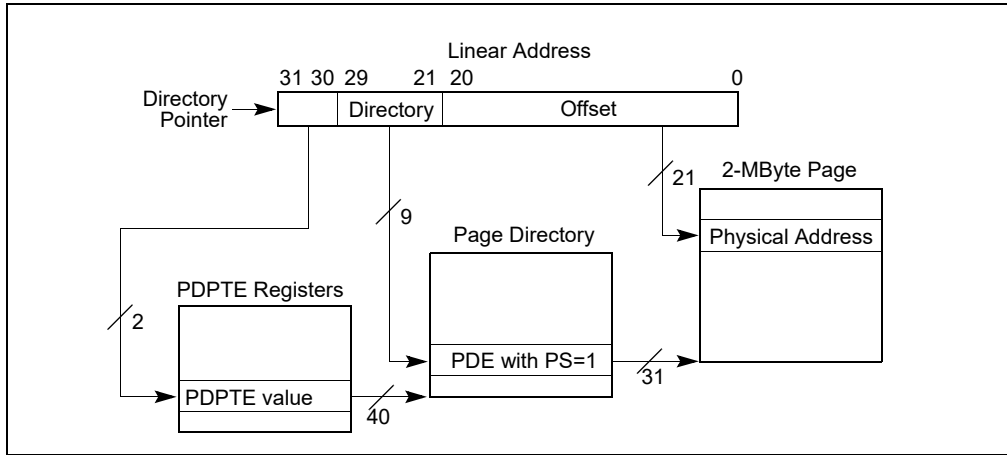 Linear Address
31 30 29 21 20 0
Directory Pointer
Directory
Offset
21
2-MByte Page
9
Physical Address
Page Directory
PDPTE Registers
2
PDE with PS=1
31
PDPTE value
40